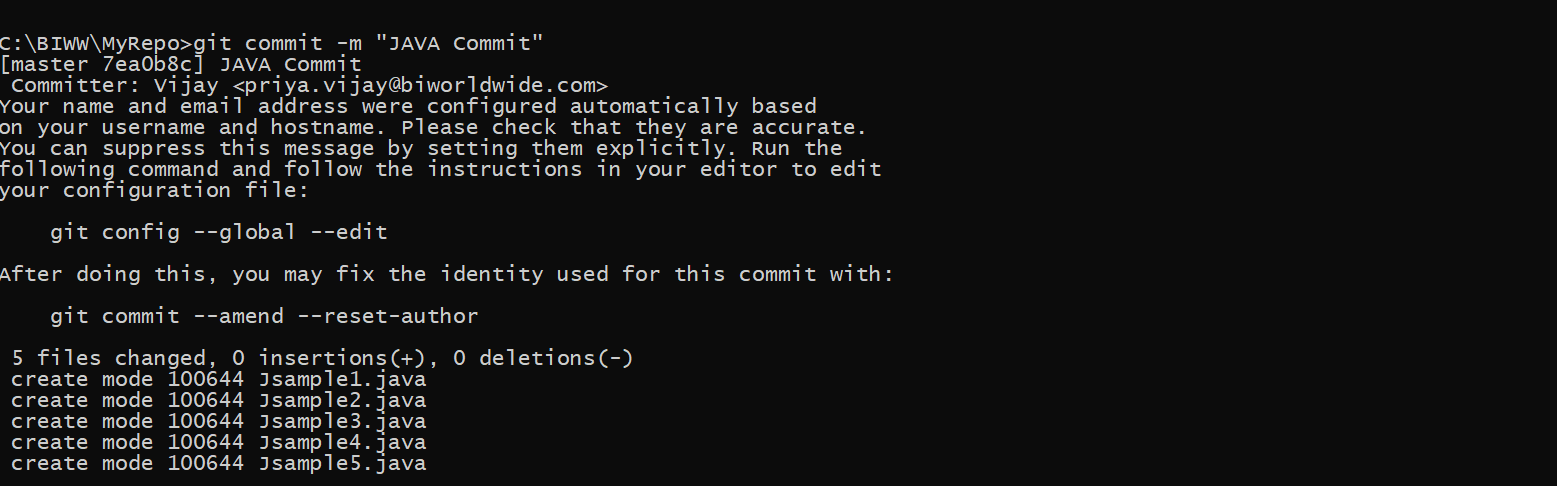 C:\BIWW\MyRepo>git commit -m "JAVA Commit"
[master 7ea0b8c] JAVA Commit
 Committer: Vijay <priya.vijay@biworldwide.com>
Your name and email address were configured automatically based
on your username and hostname. Please check that they are accurate.
You can suppress this message by setting them explicitly. Run the
following command and follow the instructions in your editor to edit
your configuration file:

    git config --global --edit

After doing this, you may fix the identity used for this commit with:

    git commit --amend --reset-author

 5 files changed, 0 insertions(+), 0 deletions(-)
 create mode 100644 Jsample1.java
 create mode 100644 Jsample2.java
 create mode 100644 Jsample3.java
 create mode 100644 Jsample4.java
 create mode 100644 Jsample5.java